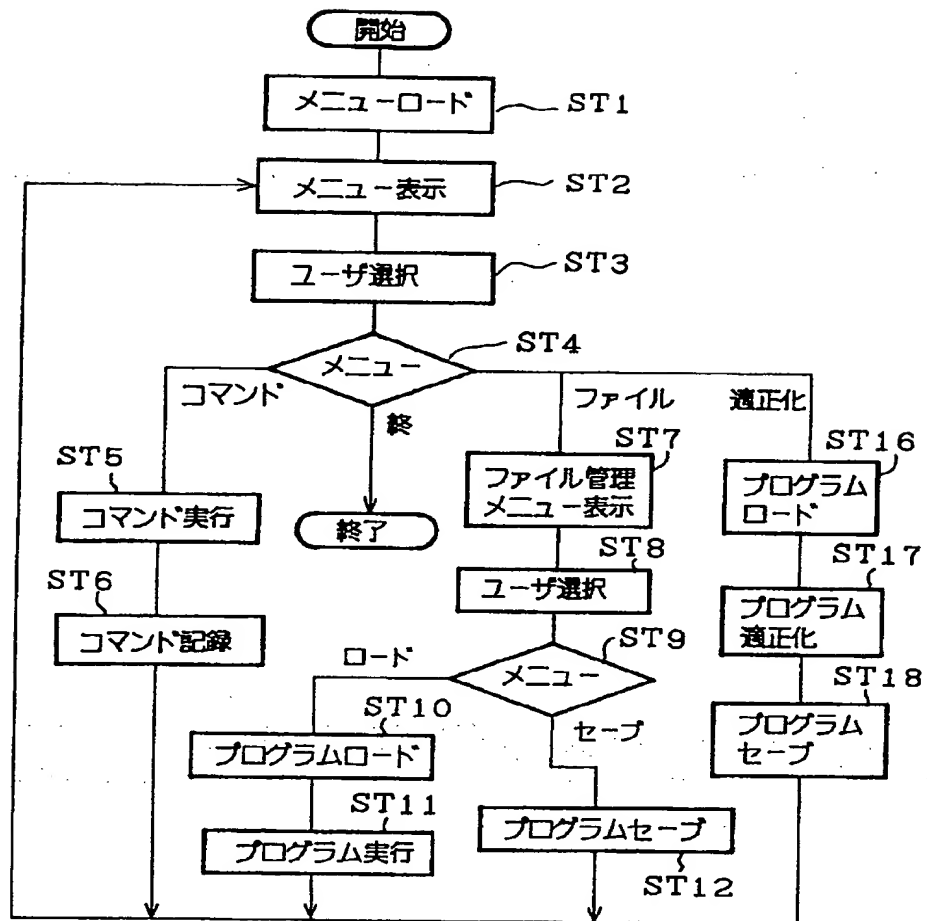 開始
メニューロード
ST1
メニュー表示
ST2
ユーザ選択
ST3
メニュー
ST4
コマンド
終
ファイル
適正化
ST5
コマンド実行
ST6
コマンド記録
終了
ST7
ファイル管理
メニュー表示
ST8
ユーザ選択
ST9
メニュー
ロード
セーブ
ST10
プログラムロード
ST11
プログラム実行
プログラムセーブ
ST12
ST16
プログラム
ロード
ST17
プログラム
適正化
ST18
プログラム
セーブ